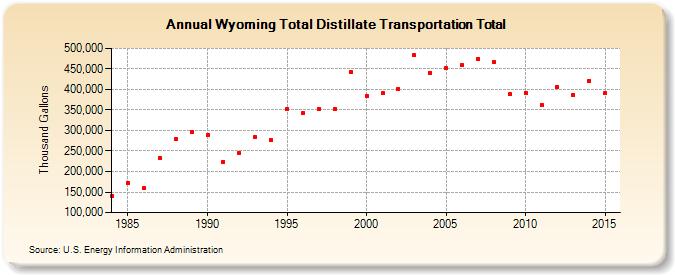 Annual Wyoming Total Distillate Transportation Total
Thousand Gallons
500,000
450,000
400,000
350,000
300,000
250,000
200,000
150,000
100,000
1985 1990 1995 2000 2005 2010 2015
Source: U.S. Energy Information Administration